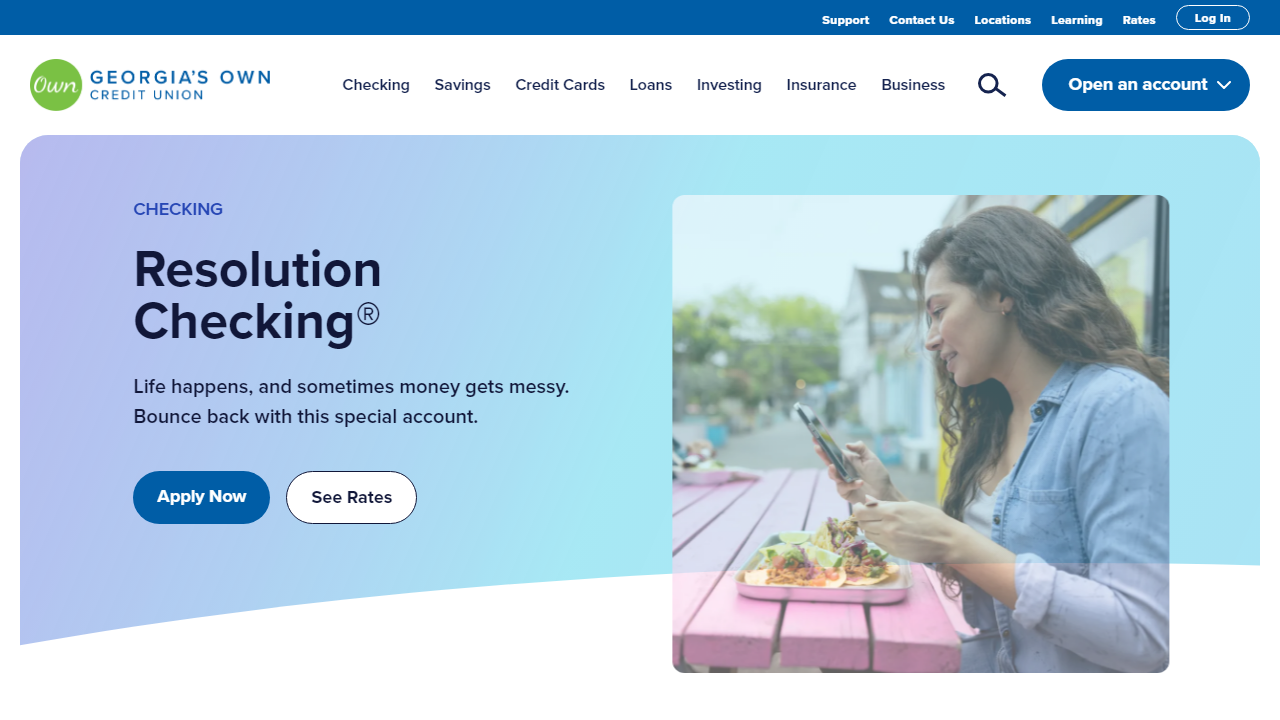 Support Contact Us Locations Learning Rates Log In
Own GEORGIA'S OWN
CREDIT UNION
Checking Savings Credit Cards Loans Investing Insurance Business
Open an account
CHECKING
Resolution
Checking®
Life happens, and sometimes money gets messy.
Bounce back with this special account.
Apply Now See Rates